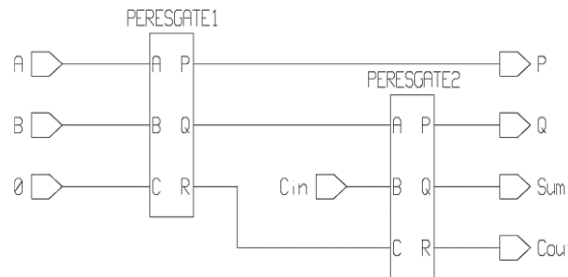 PERESGATE1
A A P P
PERESGATE2
B B Q A P Q
0 C R Cin B Q Sum
C R Cou